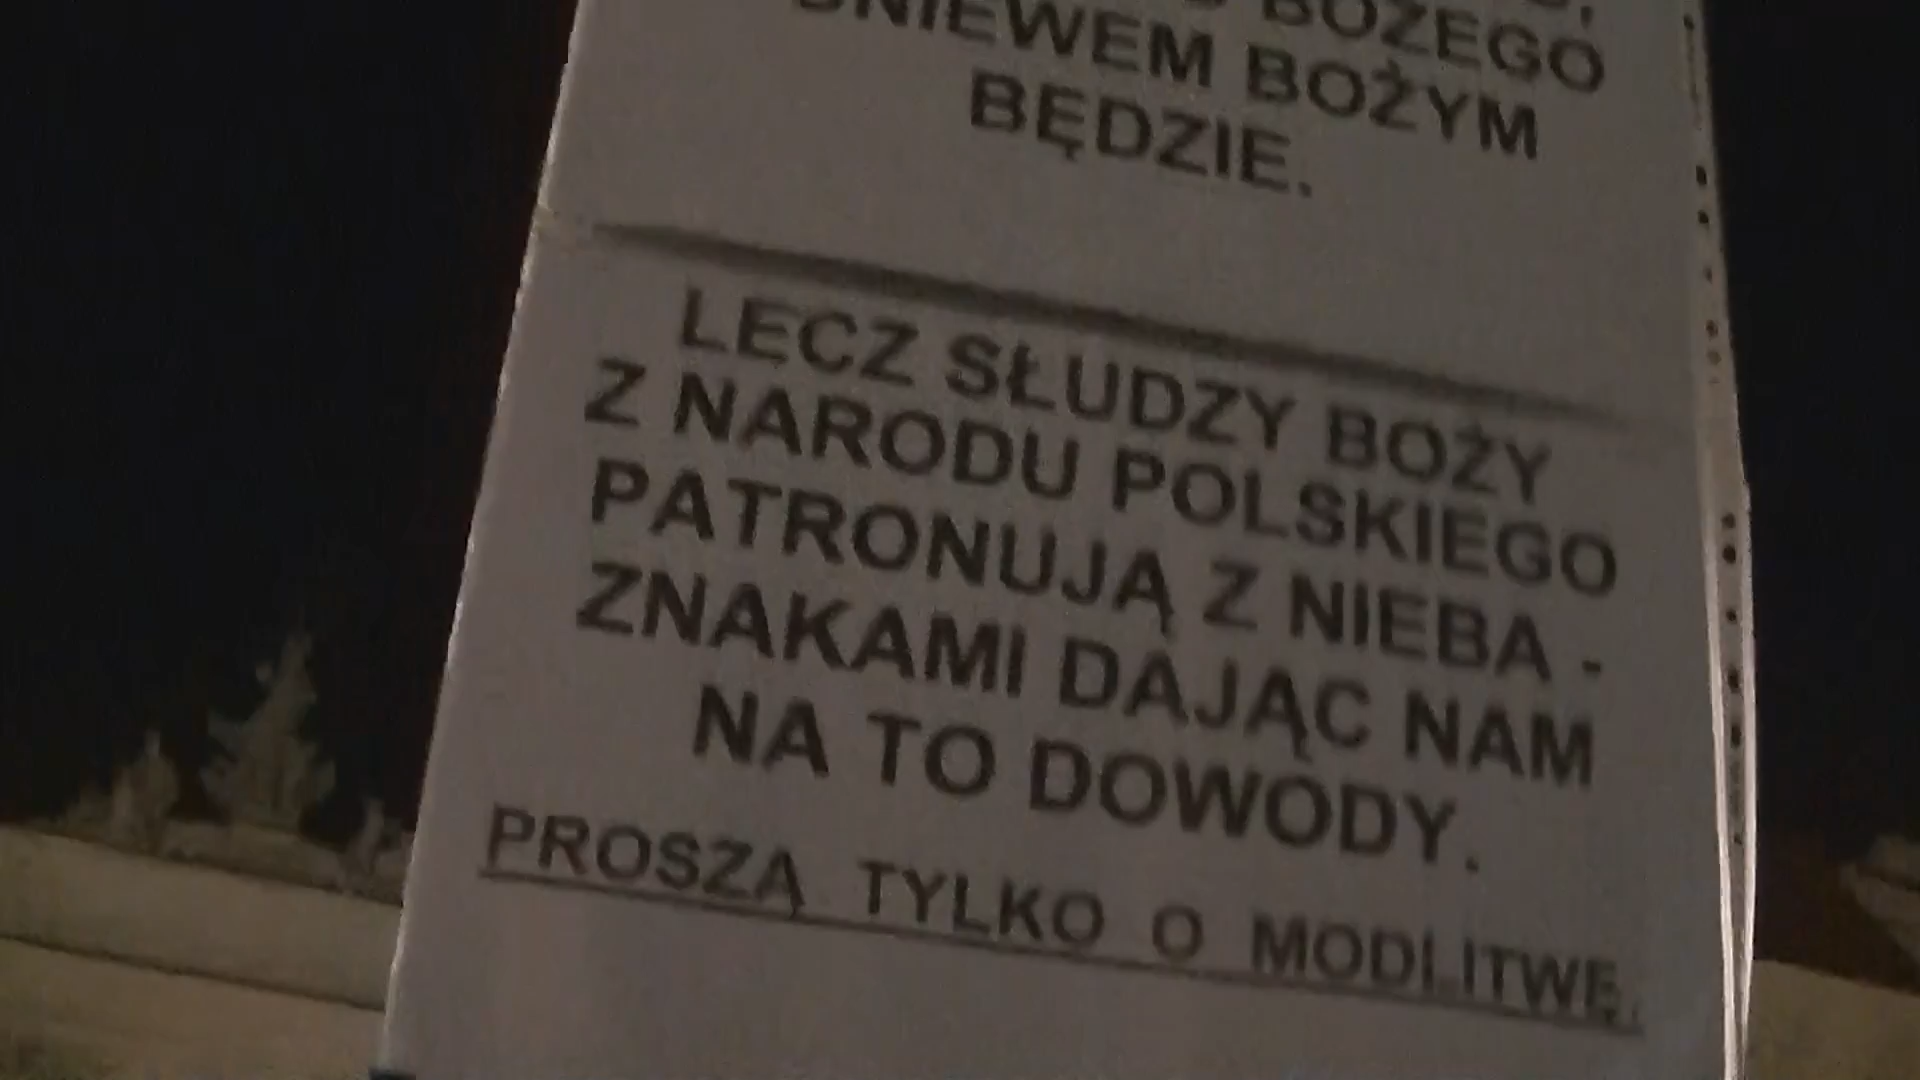 BOŻEGO
GNIEWEM BOŻYM
BĘDZIE.
LECZ SŁUDZY BOŻY
Z NARODU POLSKIEGO
PATRONUJĄ Z NIEBA -
ZNAKAMI DAJĄC NAM
NA TO DOWODY.
PROSZĄ TYLKO O MODLITWĘ.